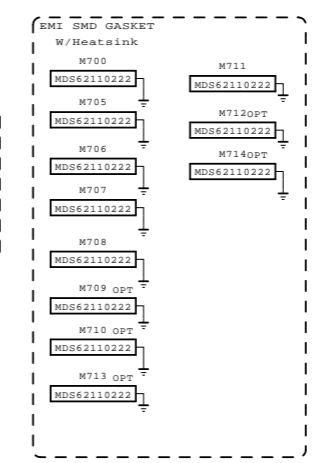 EMI SMD GASKET
W/Heatsink
M700
MDS62110222
M705
MDS62110222
M706
MDS62110222
M707
MDS62110222
M708
MDS62110222
M709 OPT
MDS62110222
M710 OPT
MDS62110222
M713 OPT
MDS62110222
M711
MDS62110222
M712OPT
MDS62110222
M714OPT
MDS62110222